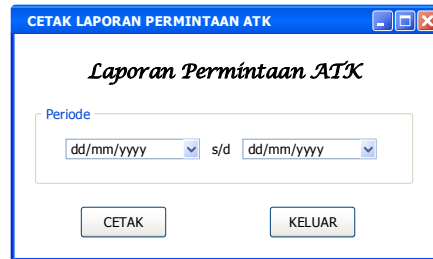 CETAK LAPORAN PERMINTAAN ATK
Laporan Permintaan ATK
Periode
dd/mm/yyyy s/d dd/mm/yyyy
CETAK KELUAR